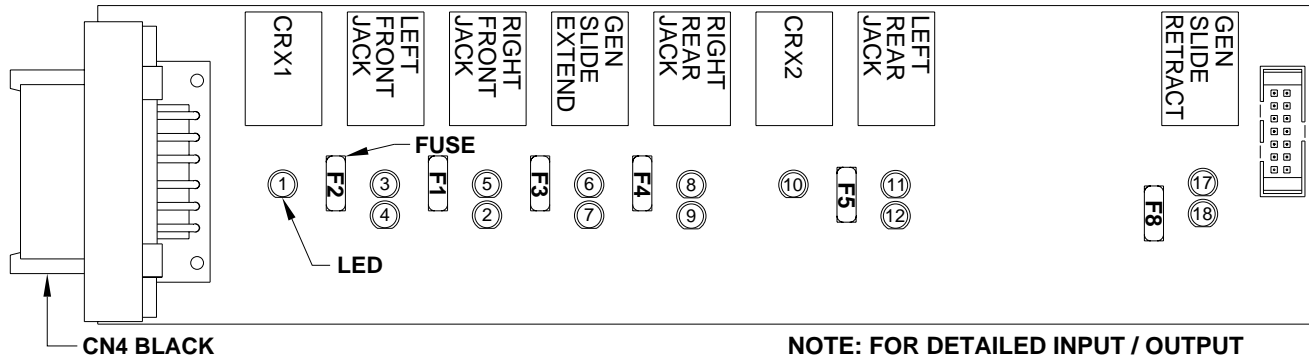 CRX1
LEFT
FRONT
JACK
RIGHT
FRONT
JACK
GEN
SLIDE
EXTEND
RIGHT
REAR
JACK
CRX2
LEFT
REAR
JACK
GEN
SLIDE
RETRACT
FUSE
1
F2
3
4
F1
5
2
F3
6
7
F4
8
9
10
F5
11
12
F8
17
18
LED
CN4 BLACK
NOTE: FOR DETAILED INPUT / OUTPUT